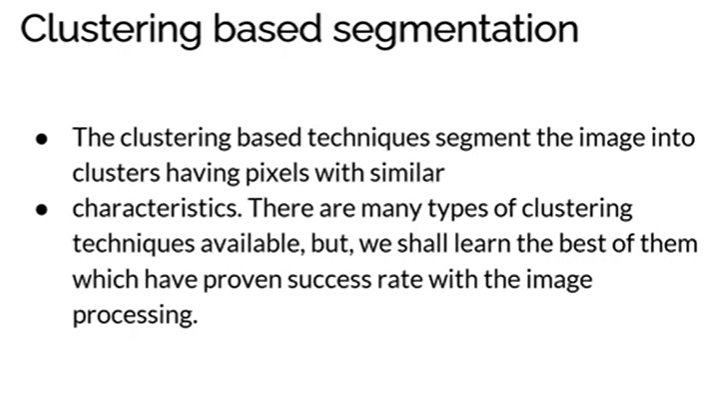 Clustering based segmentation
● The clustering based techniques segment the image into
clusters having pixels with similar
● characteristics. There are many types of clustering
techniques available, but, we shall learn the best of them
which have proven success rate with the image
processing.